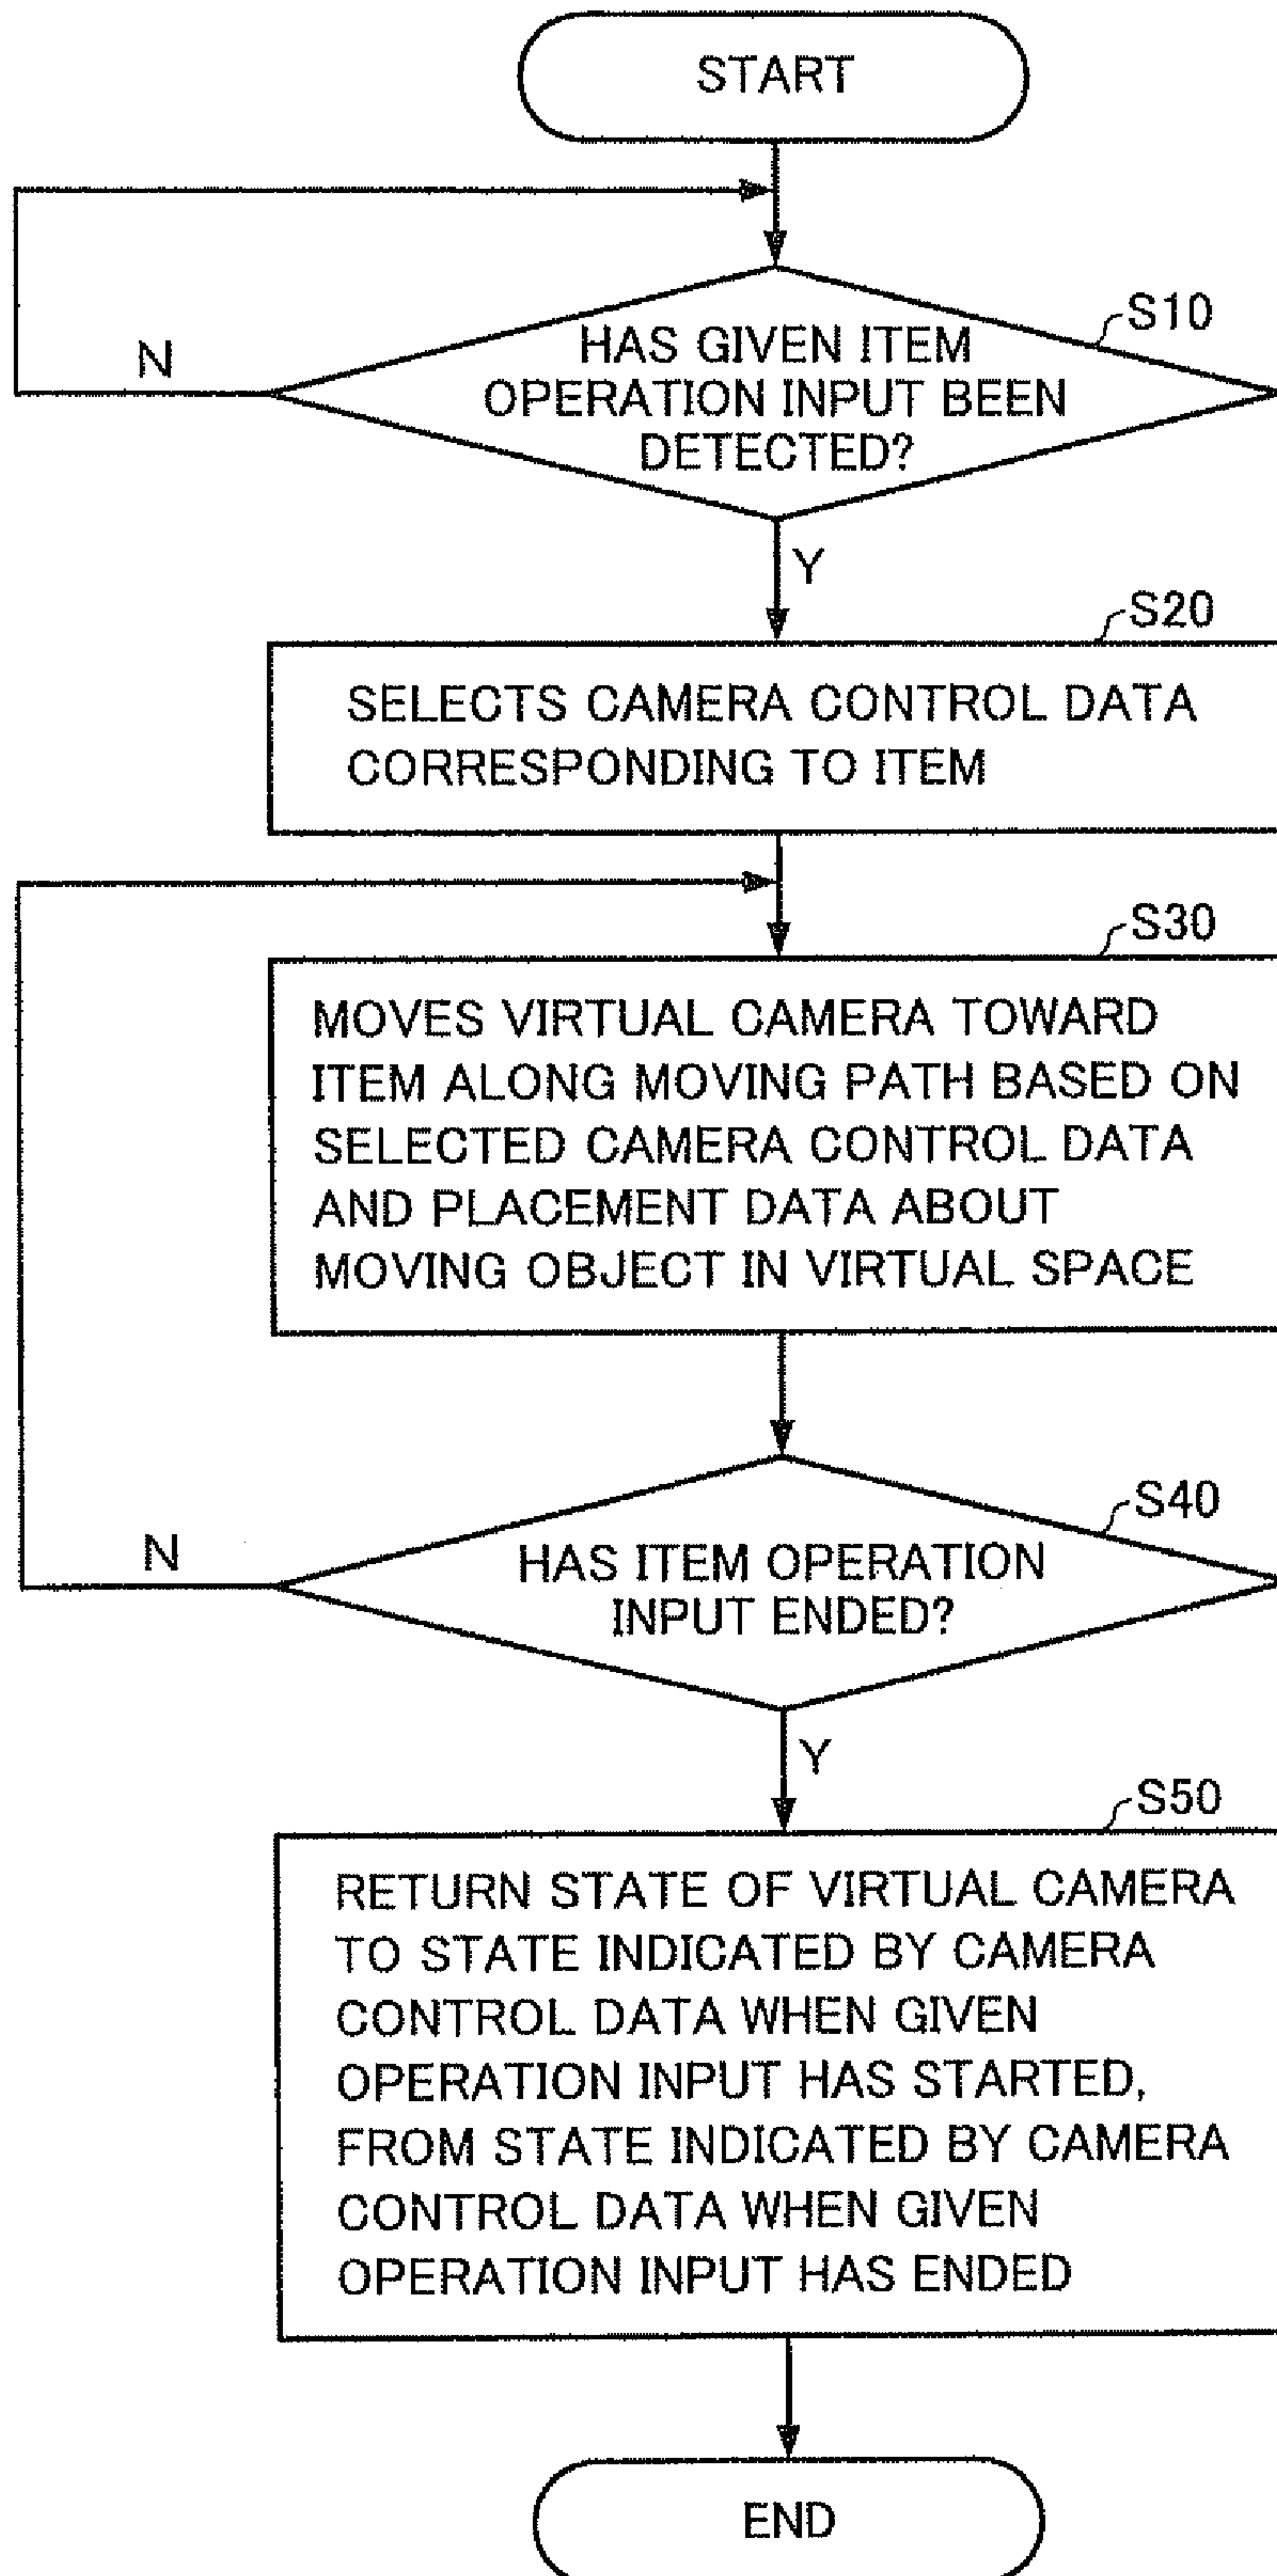 START
S10
HAS GIVEN ITEM
OPERATION INPUT BEEN
DETECTED?
N
Y
S20
SELECTS CAMERA CONTROL DATA
CORRESPONDING TO ITEM
S30
MOVES VIRTUAL CAMERA TOWARD
ITEM ALONG MOVING PATH BASED ON
SELECTED CAMERA CONTROL DATA
AND PLACEMENT DATA ABOUT
MOVING OBJECT IN VIRTUAL SPACE
S40
HAS ITEM OPERATION
INPUT ENDED?
N
Y
S50
RETURN STATE OF VIRTUAL CAMERA
TO STATE INDICATED BY CAMERA
CONTROL DATA WHEN GIVEN
OPERATION INPUT HAS STARTED,
FROM STATE INDICATED BY CAMERA
CONTROL DATA WHEN GIVEN
OPERATION INPUT HAS ENDED
END